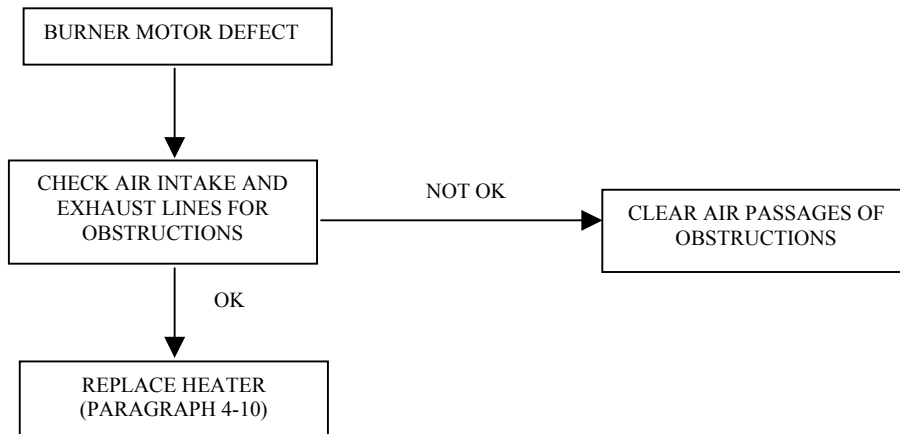 BURNER MOTOR DEFECT
CHECK AIR INTAKE AND
EXHAUST LINES FOR
OBSTRUCTIONS
NOT OK
CLEAR AIR PASSAGES OF
OBSTRUCTIONS
OK
REPLACE HEATER
(PARAGRAPH 4-10)